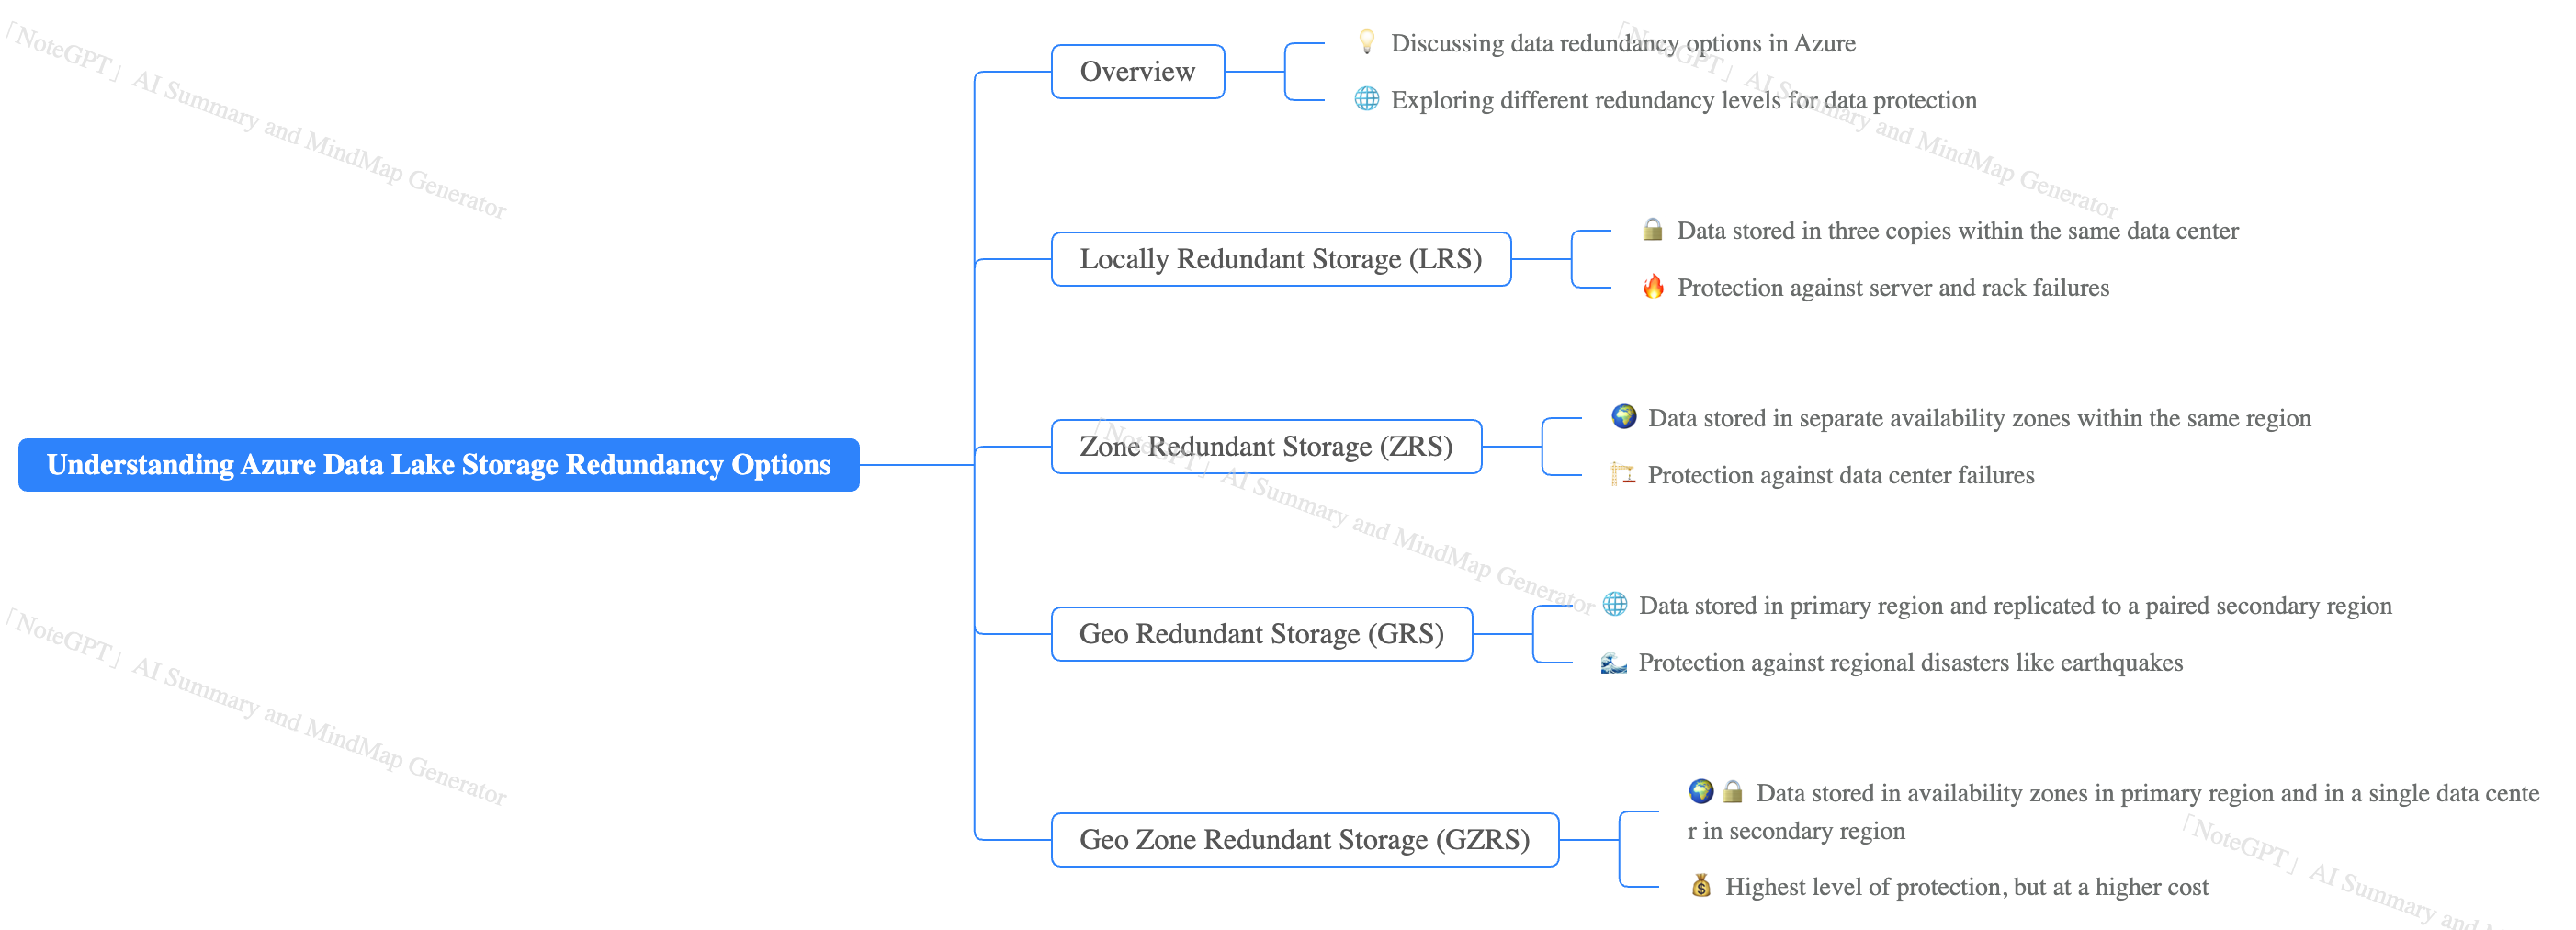 Understanding Azure Data Lake Storage Redundancy Options
Overview
💡 Discussing data redundancy options in Azure
🌐 Exploring different redundancy levels for data protection
Locally Redundant Storage (LRS)
🔒 Data stored in three copies within the same data center
🔥 Protection against server and rack failures
Zone Redundant Storage (ZRS)
🌍 Data stored in separate availability zones within the same region
🏗️ Protection against data center failures
Geo Redundant Storage (GRS)
🌐 Data stored in primary region and replicated to a paired secondary region
🌊 Protection against regional disasters like earthquakes
Geo Zone Redundant Storage (GZRS)
🌍🔒 Data stored in availability zones in primary region and in a single data cente
r in secondary region
💰 Highest level of protection, but at a higher cost
「NoteGPT」AI Summary and MindMap Generator
「NoteGPT」AI Summary and MindMap Generator
「NoteGPT」AI Summary and MindMap Generator
「NoteGPT」AI Summary and MindMap Generator
「NoteGPT」AI Summary and